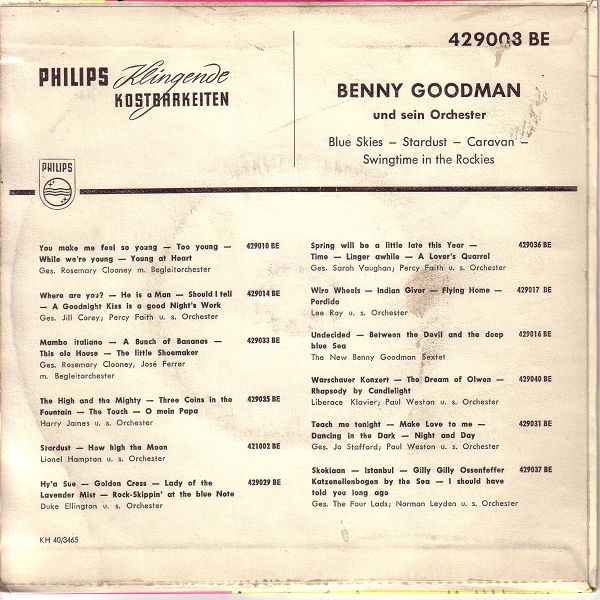 429003 BE
PHILIPS Klingende
KOSTBARKEITEN
BENNY GOODMAN
und sein Orchester
Blue Skies – Stardust – Caravan –
Swingtime in the Rockies
PHILIPS
You make me feel so young — Too young — 429010 BE
While we're young — Young at Heart
Ges. Rosemary Clooney m. Begleitorchester
Where are you? — He is a Man — Should I tell 429014 BE
— A Goodnight Kiss is a good Night's Work
Ges. Jill Corey; Percy Faith u. s. Orchester
Mambo italiano — A Bunch of Bananas — 429033 BE
This ole House — The little Shoemaker
Ges. Rosemary Clooney, José Ferrer
m. Begleitorchester
The High and the Mighty — Three Coins in the 429035 BE
Fountain — The Touch — O mein Papa
Harry James u. s. Orchester
Stardust — How high the Moon 421002 BE
Lionel Hampton u. s. Orchester
Hy'a Sue — Golden Cress — Lady of the 429029 BE
Lavender Mist — Rock-Skippin' at the blue Note
Duke Ellington u. s. Orchester
Spring will be a little late this Year — 429036 BE
Time — Linger awhile — A Lover's Quarrel
Ges. Sarah Vaughan; Percy Faith u. s. Orchester
Wire Wheels — Indian Giver — Flying Home — 429017 BE
Perdido
Lee Roy u. s. Orchester
Undecided — Between the Devil and the deep 429016 BE
blue Sea
The New Benny Goodman Sextet
Warschauer Konzert — The Dream of Olwen — 429040 BE
Rhapsody by Candlelight
Liberace Klavier; Paul Weston u. s. Orchester
Teach me tonight — Make Love to me — 429031 BE
Dancing in the Dark — Night and Day
Ges. Jo Stafford; Paul Weston u. s. Orchester
Skokiaan — Istanbul — Gilly Gilly Ossenfeffer 429037 BE
Katzenellenbogen by the Sea — I should have
told you long ago
Ges. The Four Lads; Norman Leyden u. s. Orchester
KH 40/3465